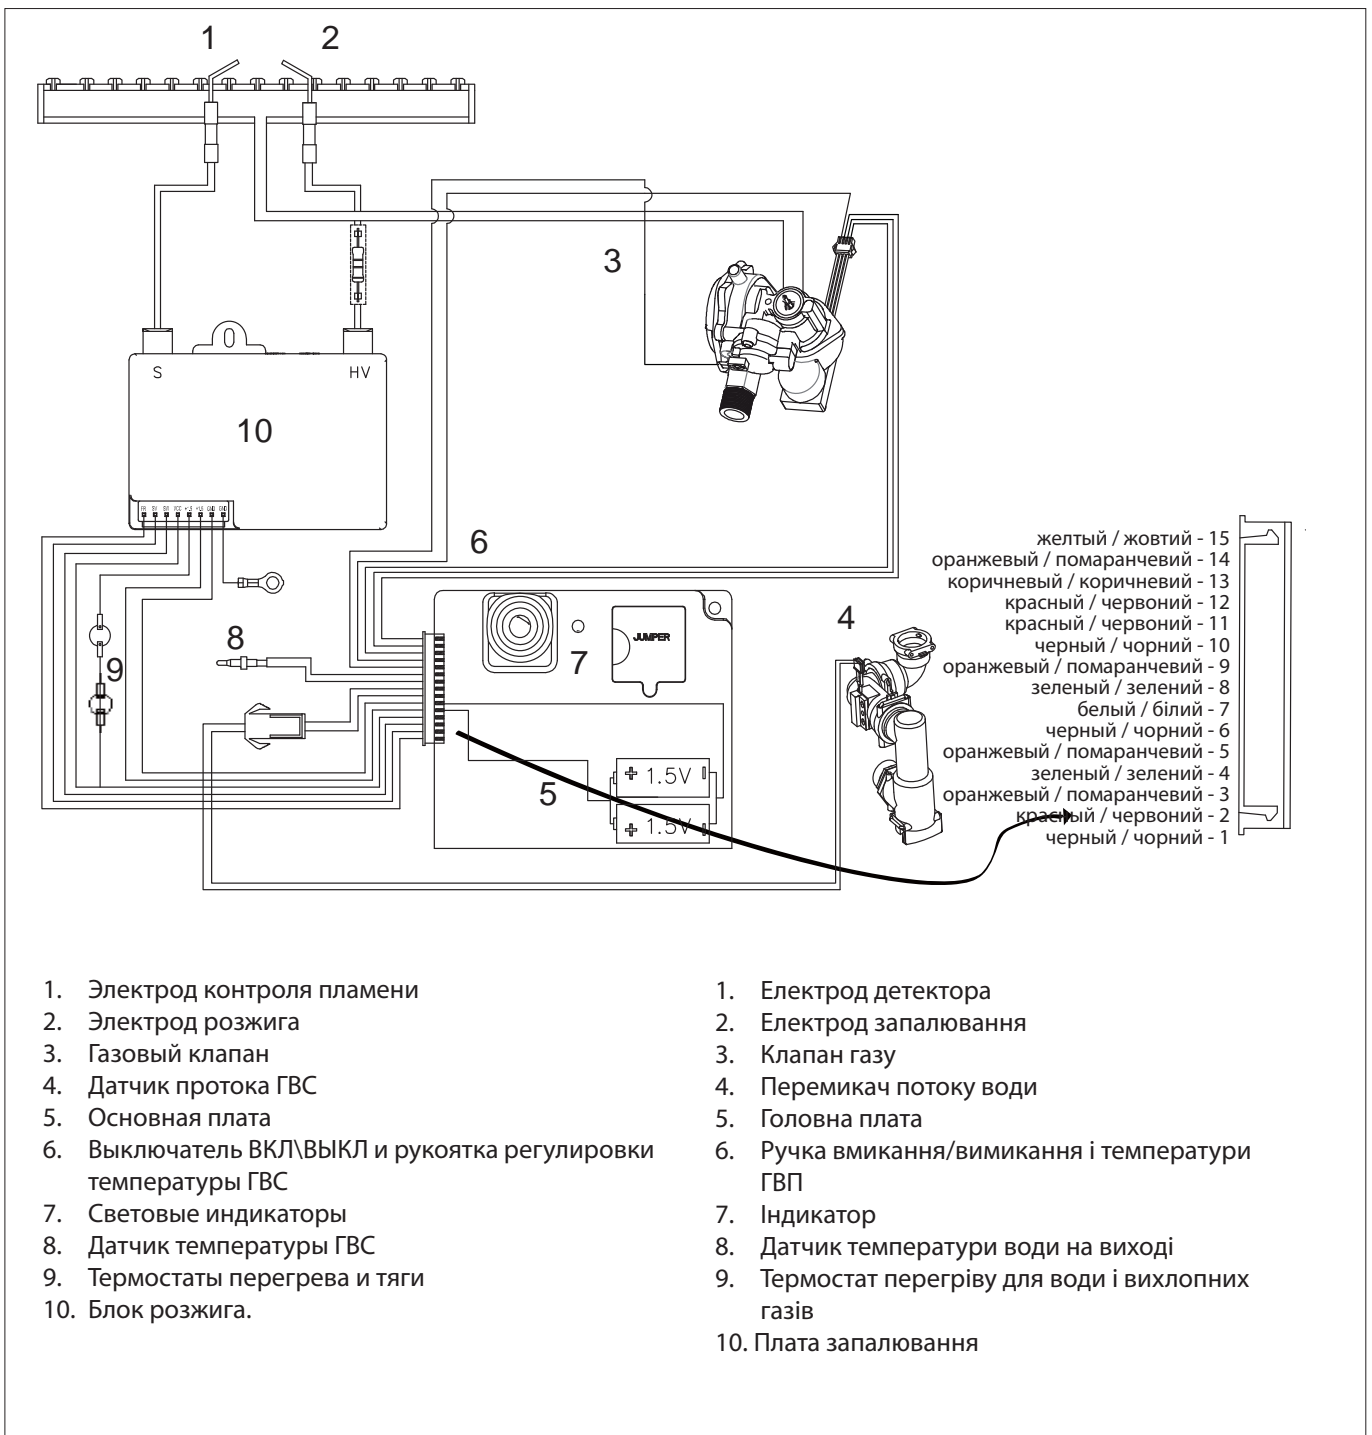 1
2
3
S
HV
10
6
желтый / жовтий - 15
оранжевый / помаранчевий - 14
коричневый / коричневий - 13
красный / червоний - 12
красный / червоний - 11
черный / чорний - 10
оранжевый / помаранчевий - 9
зеленый / зелений - 8
белый / білий - 7
черный / чорний - 6
оранжевый / помаранчевий - 5
зеленый / зелений - 4
оранжевый / помаранчевий - 3
красный / червоний - 2
черный / чорний - 1
4
8
7
JUMPER
9
5
+ 1.5V
+ 1.5V
1. Электрод контроля пламени
2. Электрод розжига
3. Газовый клапан
4. Датчик протока ГВС
5. Основная плата
6. Выключатель ВКЛ\ВЫКЛ и рукоятка регулировки
температуры ГВС
7. Световые индикаторы
8. Датчик температуры ГВС
9. Термостаты перегрева и тяги
10. Блок розжига.
1. Електрод детектора
2. Електрод запалювання
3. Клапан газу
4. Перемикач потоку води
5. Головна плата
6. Ручка вмикання/вимикання і температури
ГВП
7. Індикатор
8. Датчик температури води на виході
9. Термостат перегріву для води і вихлопних
газів
10. Плата запалювання